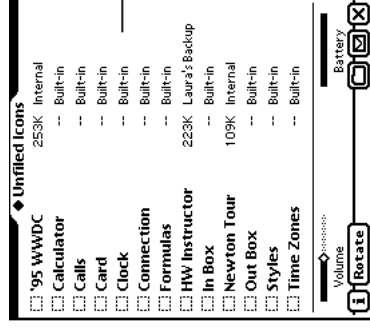 ◆ Unfiled Icons
'95 WWDC 253K Internal
Calculator -- Built-in
Calls -- Built-in
Card -- Built-in
Clock -- Built-in
Connection -- Built-in
Formulas -- Built-in
HW Instructor 223K Laura's Backup
In Box -- Built-in
Newton Tour 109K Internal
Out Box -- Built-in
Styles -- Built-in
Time Zones -- Built-in
Volume Battery
i Rotate